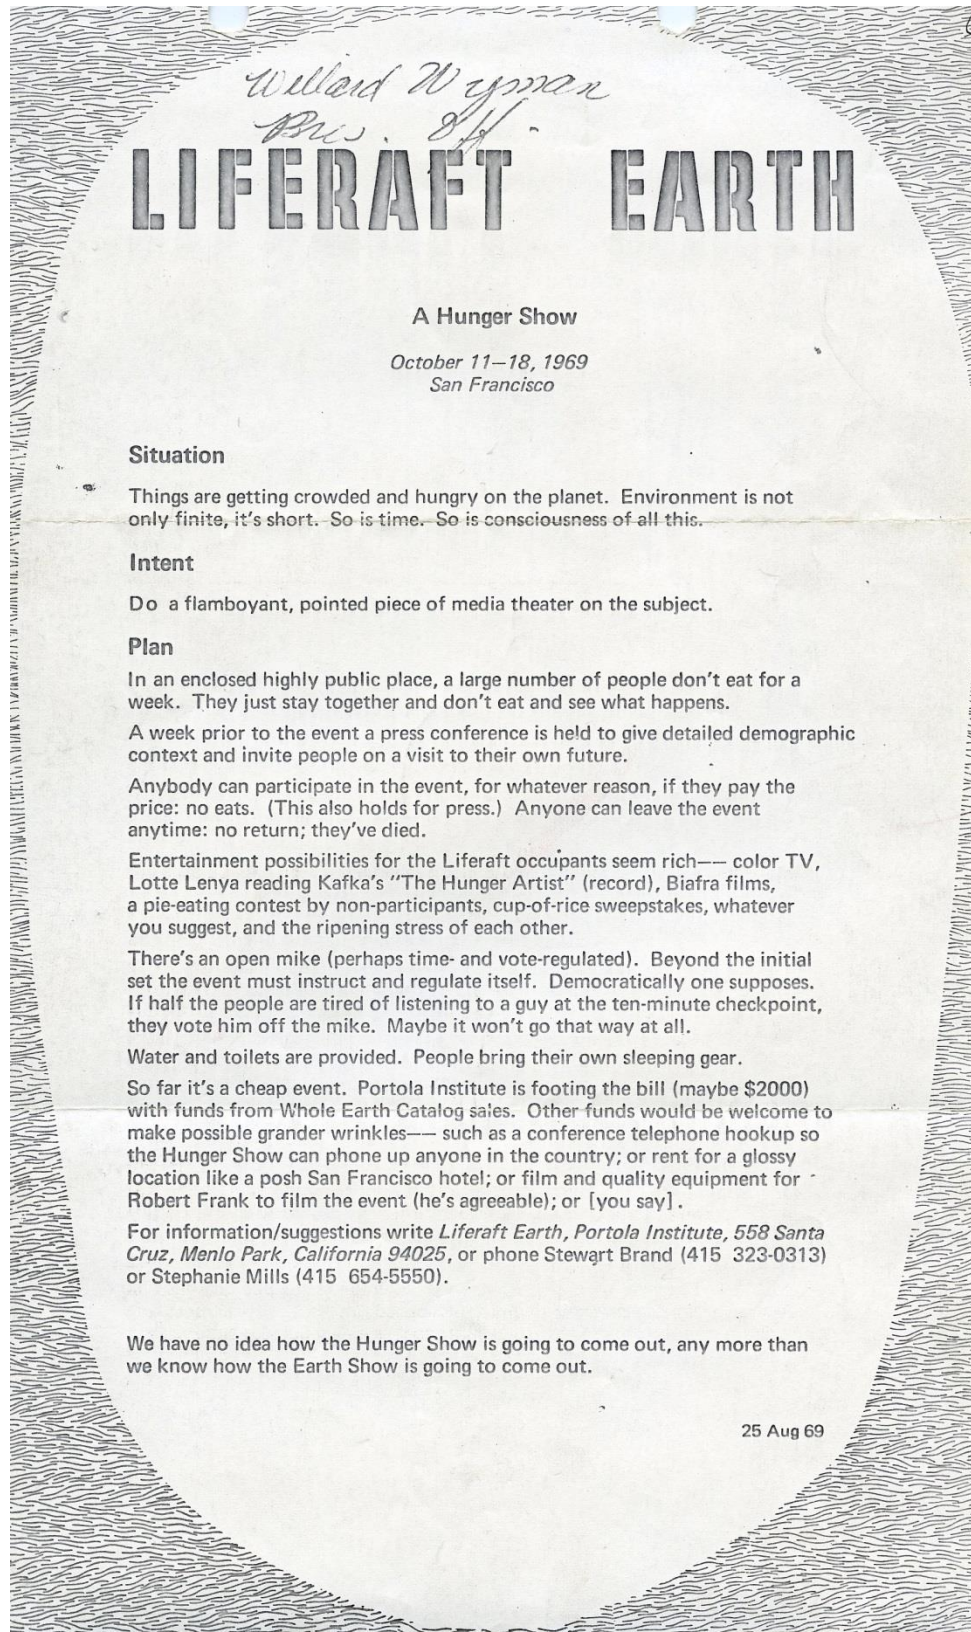 Willard Wyman
Pres. Off.
LIFERAFT EARTH
A Hunger Show
October 11—18, 1969
San Francisco
Situation
Things are getting crowded and hungry on the planet. Environment is not
only finite, it's short. So is time. So is consciousness of all this.
Intent
Do a flamboyant, pointed piece of media theater on the subject.
Plan
In an enclosed highly public place, a large number of people don't eat for a
week. They just stay together and don't eat and see what happens.
A week prior to the event a press conference is held to give detailed demographic
context and invite people on a visit to their own future.
Anybody can participate in the event, for whatever reason, if they pay the
price: no eats. (This also holds for press.) Anyone can leave the event
anytime: no return; they've died.
Entertainment possibilities for the Liferaft occupants seem rich—— color TV,
Lotte Lenya reading Kafka's "The Hunger Artist" (record), Biafra films,
a pie-eating contest by non-participants, cup-of-rice sweepstakes, whatever
you suggest, and the ripening stress of each other.
There's an open mike (perhaps time- and vote-regulated). Beyond the initial
set the event must instruct and regulate itself. Democratically one supposes.
If half the people are tired of listening to a guy at the ten-minute checkpoint,
they vote him off the mike. Maybe it won't go that way at all.
Water and toilets are provided. People bring their own sleeping gear.
So far it's a cheap event. Portola Institute is footing the bill (maybe $2000)
with funds from Whole Earth Catalog sales. Other funds would be welcome to
make possible grander wrinkles—— such as a conference telephone hookup so
the Hunger Show can phone up anyone in the country; or rent for a glossy
location like a posh San Francisco hotel; or film and quality equipment for
Robert Frank to film the event (he's agreeable); or [you say].
For information/suggestions write Liferaft Earth, Portola Institute, 558 Santa
Cruz, Menlo Park, California 94025, or phone Stewart Brand (415 323-0313)
or Stephanie Mills (415 654-5550).
We have no idea how the Hunger Show is going to come out, any more than
we know how the Earth Show is going to come out.
25 Aug 69